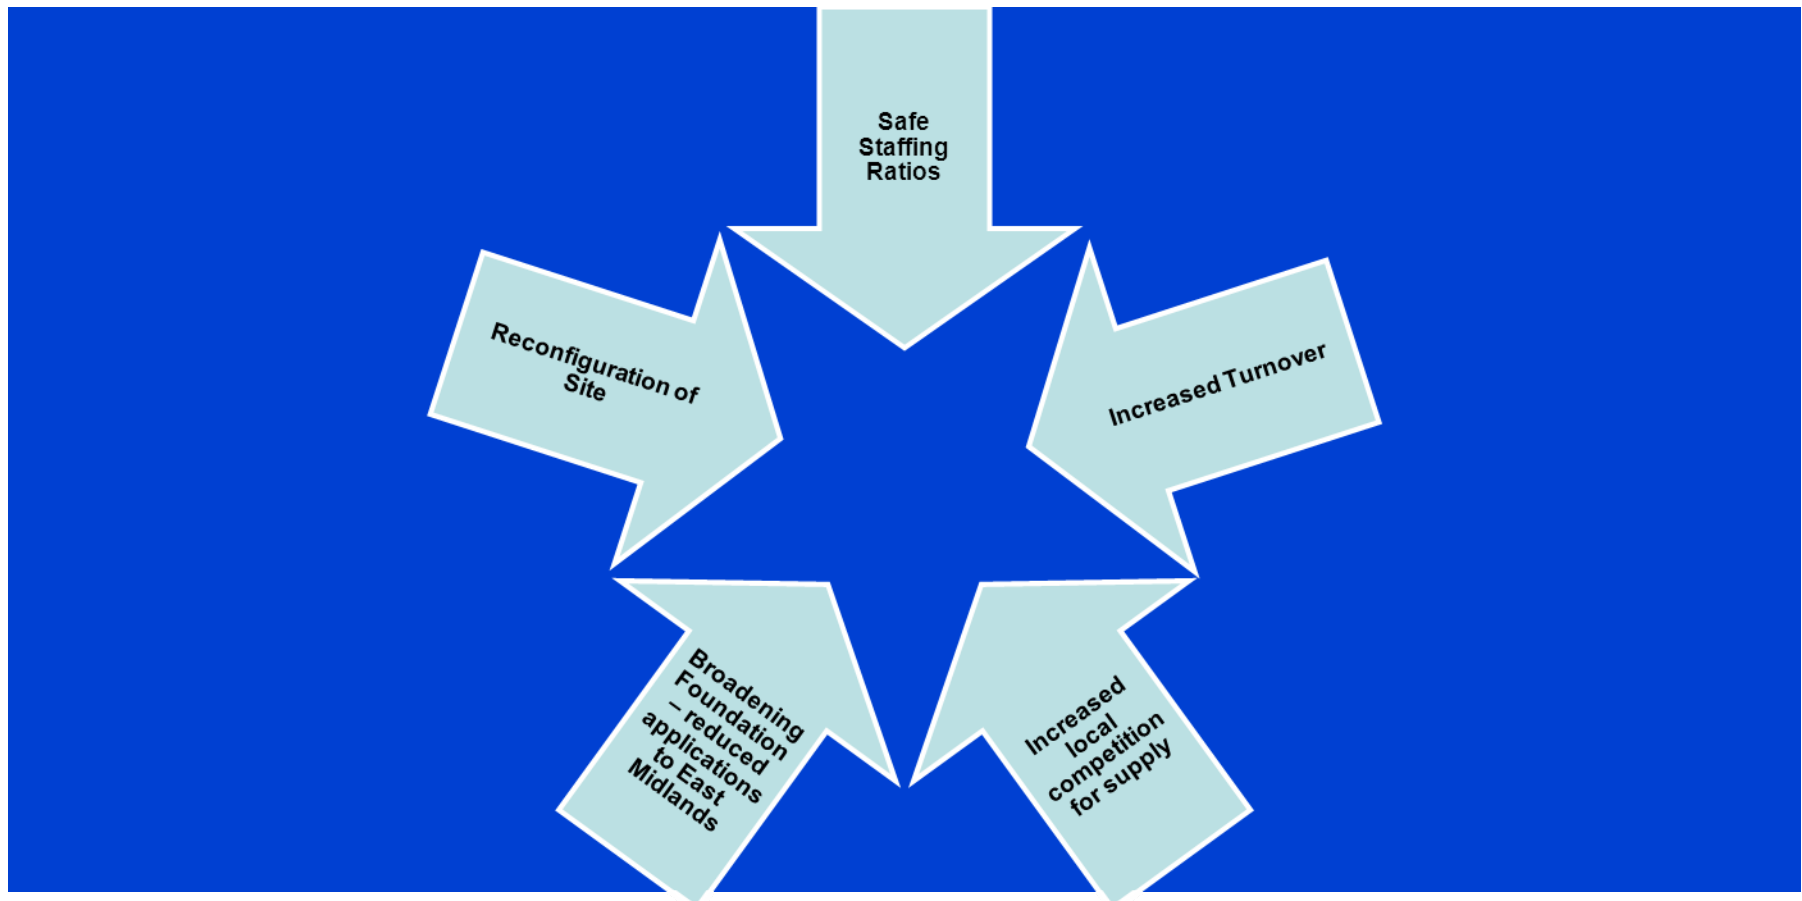 Safe
Staffing
Ratios
Reconfiguration of
Site
Increased Turnover
Broadening
Foundation
– reduced
applications
to East
Midlands
Increased
local
competition
for supply